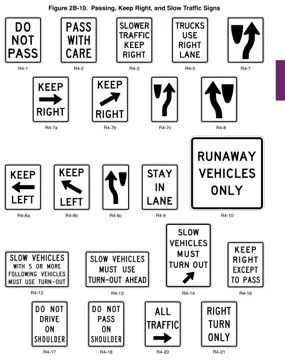 Figure 2B-10. Passing, Keep Right, and Slow Traffic Signs
DO
NOT
PASS
R4-1
PASS
WITH
CARE
R4-2
SLOWER
TRAFFIC
KEEP
RIGHT
R4-3
TRUCKS
USE
RIGHT
LANE
R4-5
R4-7
KEEP
RIGHT
R4-7a
KEEP
RIGHT
R4-7b
R4-7c
R4-8
KEEP
LEFT
R4-8a
KEEP
LEFT
R4-8b
R4-8c
STAY
IN
LANE
R4-9
RUNAWAY
VEHICLES
ONLY
R4-10
SLOW VEHICLES
WITH 5 OR MORE
FOLLOWING VEHICLES
MUST USE TURN-OUT
R4-12
SLOW VEHICLES
MUST USE
TURN-OUT AHEAD
R4-13
SLOW
VEHICLES
MUST
TURN OUT
R4-14
KEEP
RIGHT
EXCEPT
TO PASS
R4-16
DO NOT
DRIVE
ON
SHOULDER
R4-17
DO NOT
PASS
ON
SHOULDER
R4-18
ALL
TRAFFIC
R4-20
RIGHT
TURN
ONLY
R4-21